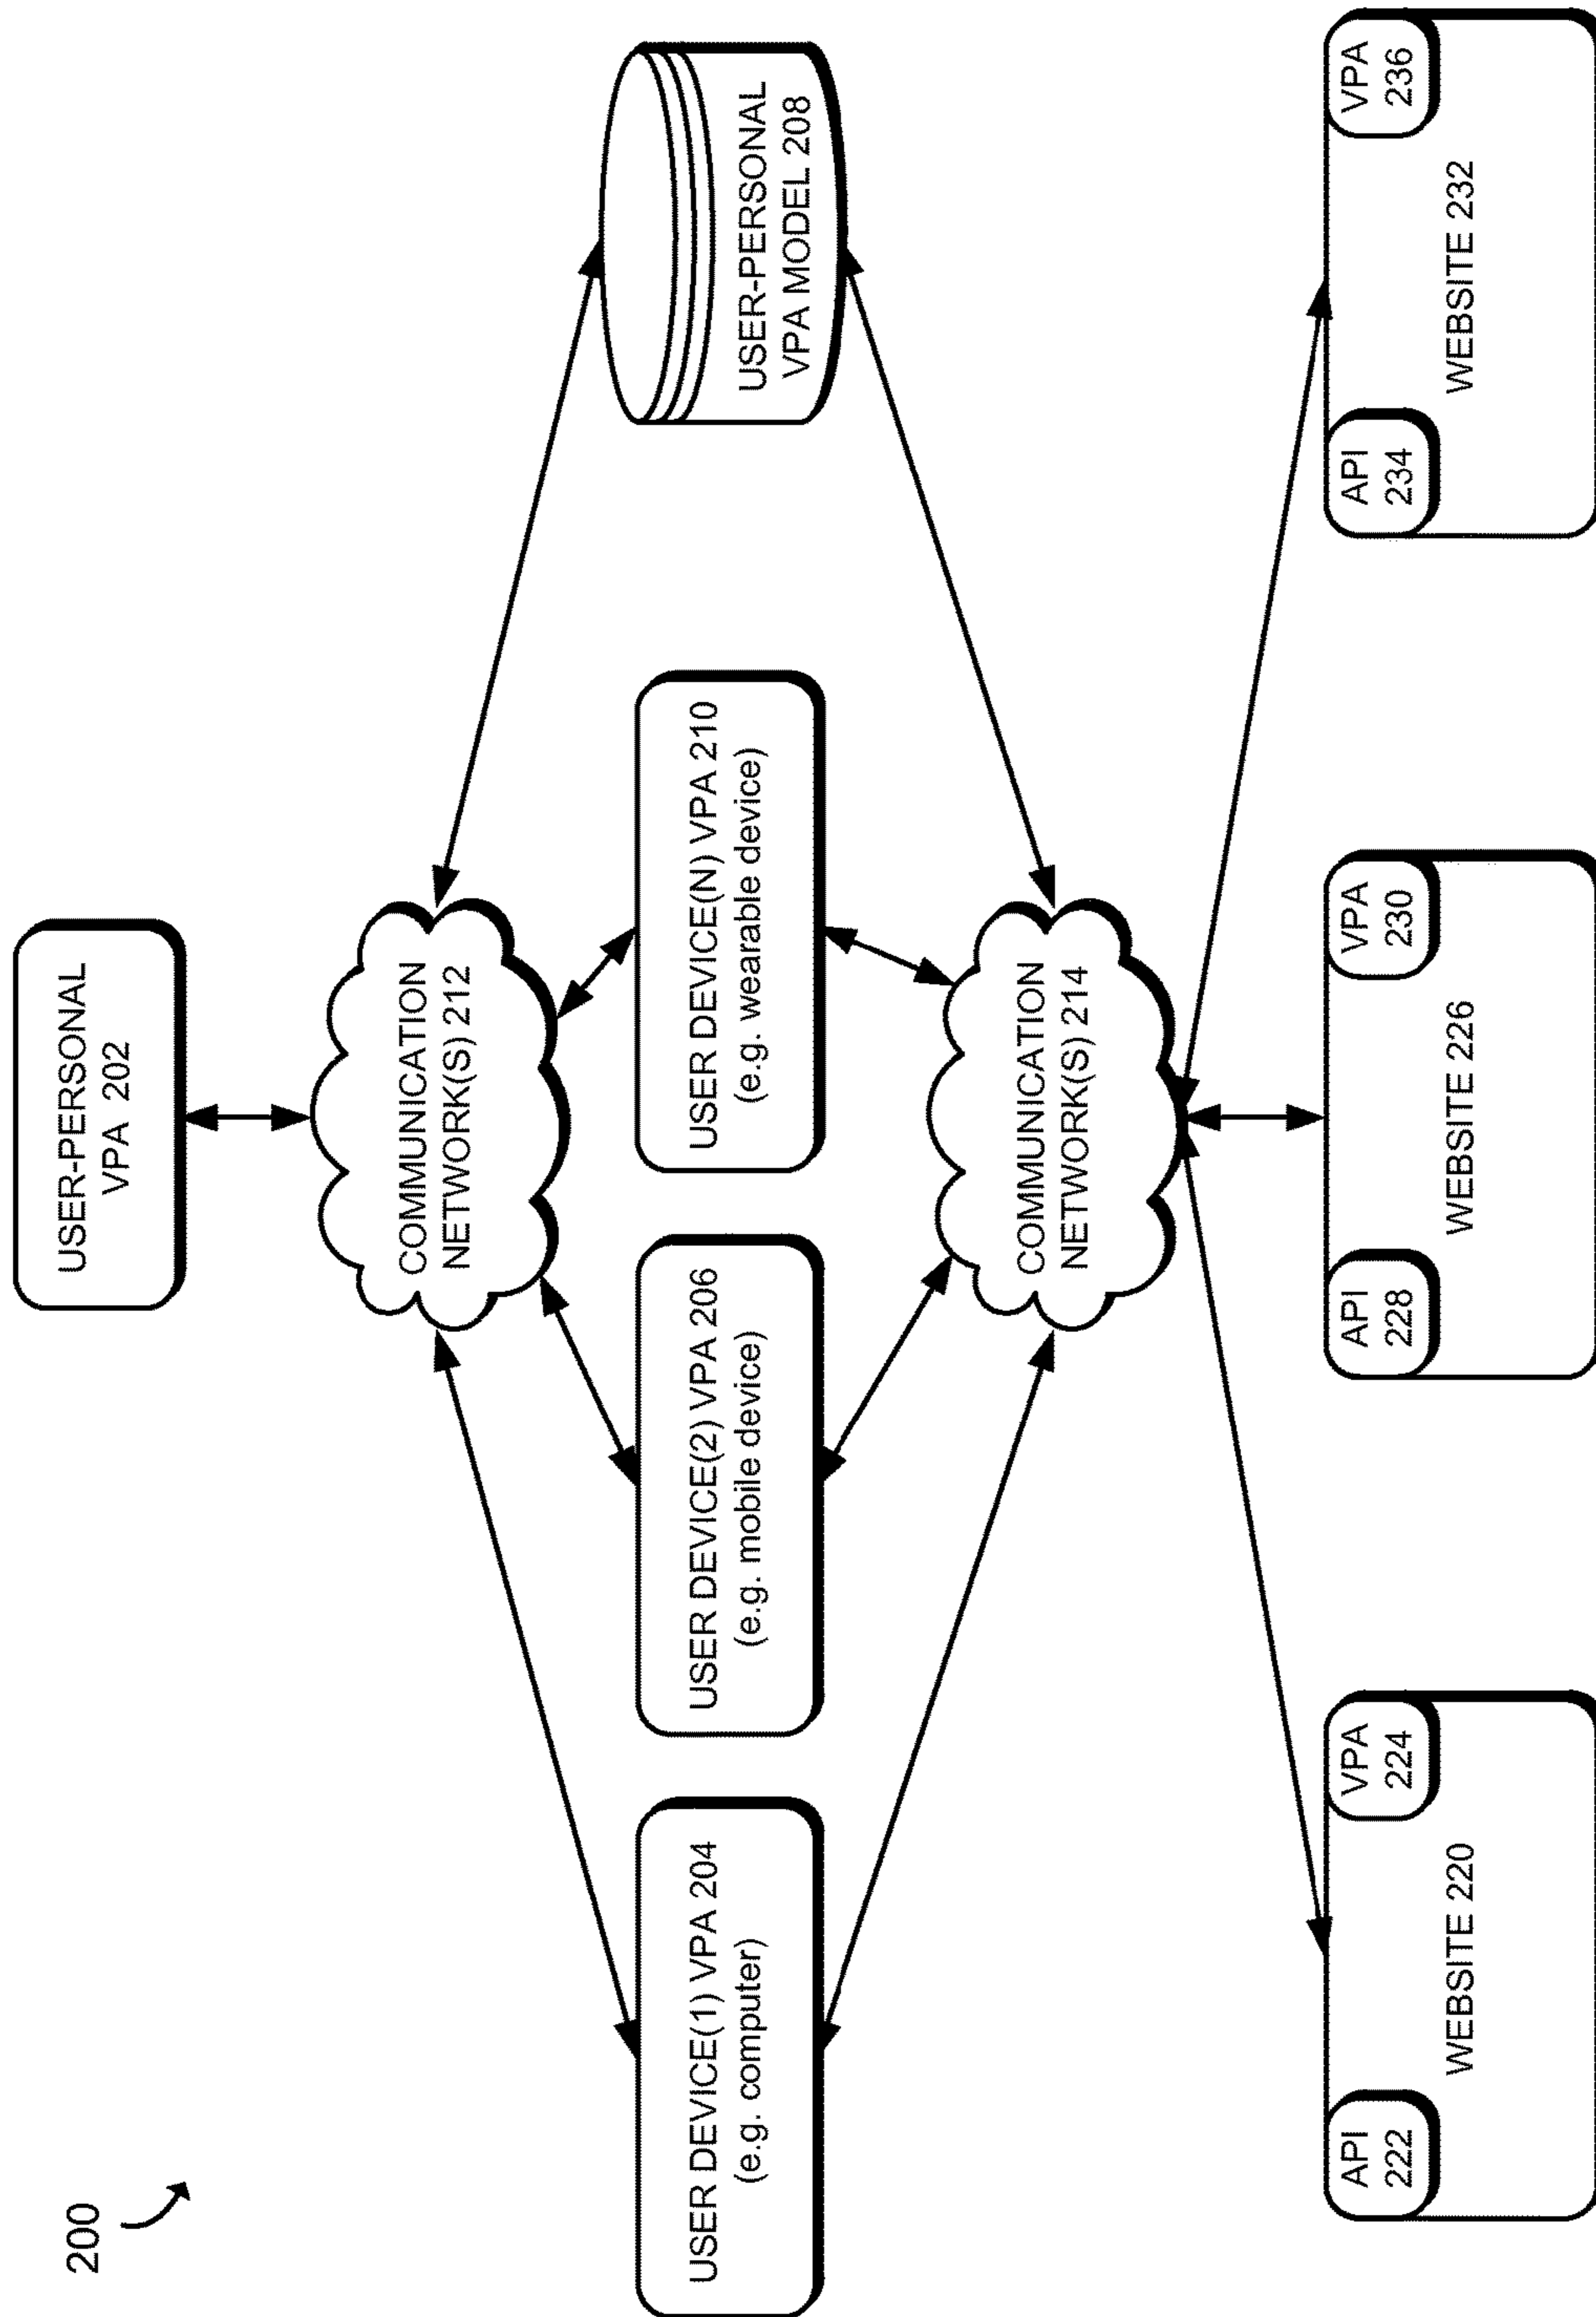 200
USER-PERSONAL
VPA 202
COMMUNICATION
NETWORK(S) 212
USER DEVICE(1) VPA 204
(e.g. computer)
USER DEVICE(2) VPA 206
(e.g. mobile device)
USER DEVICE(N) VPA 210
(e.g. wearable device)
USER-PERSONAL
VPA MODEL 208
COMMUNICATION
NETWORK(S) 214
API
222
VPA
224
WEBSITE 220
API
228
VPA
230
WEBSITE 226
API
234
VPA
236
WEBSITE 232